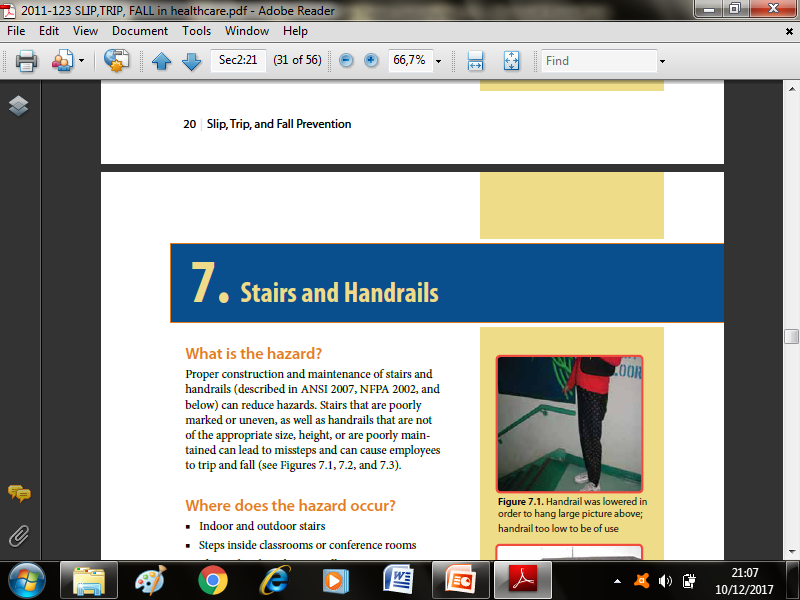 2011-123 SLIP,TRIP, FALL in healthcare.pdf - Adobe Reader
File Edit View Document Tools Window Help
Sec2:21 (31 of 56) 66,7% Find
20 | Slip, Trip, and Fall Prevention
7. Stairs and Handrails
What is the hazard?
Proper construction and maintenance of stairs and
handrails (described in ANSI 2007, NFPA 2002, and
below) can reduce hazards. Stairs that are poorly
marked or uneven, as well as handrails that are not
of the appropriate size, height, or are poorly main-
tained can lead to missteps and can cause employees
to trip and fall (see Figures 7.1, 7.2, and 7.3).
Where does the hazard occur?
▪ Indoor and outdoor stairs
▪ Steps inside classrooms or conference rooms
Figure 7.1. Handrail was lowered in
order to hang large picture above;
handrail too low to be of use
21:07
10/12/2017